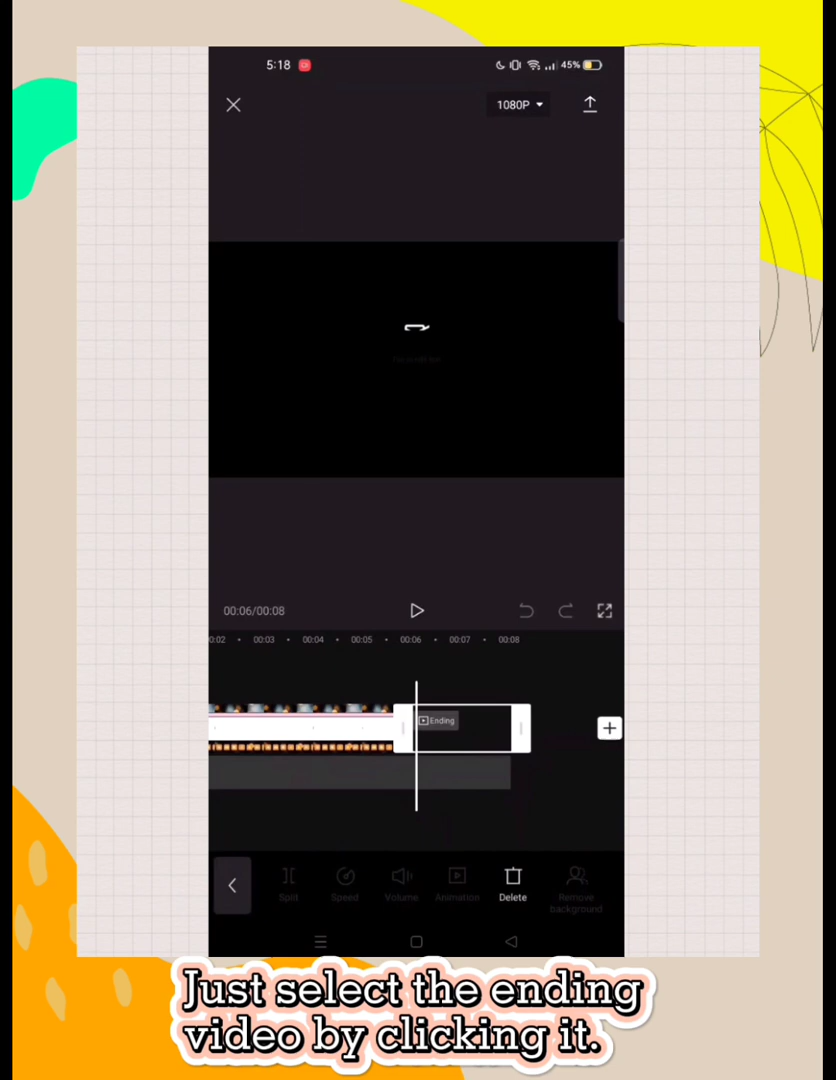 5:18
45%
1080P
00:06/00:08
0:02 00:03 00:04 00:05 00:06 00:07 00:08
Ending
Split Speed Volume Animation Delete Remove
background
Just select the ending
video by clicking it.